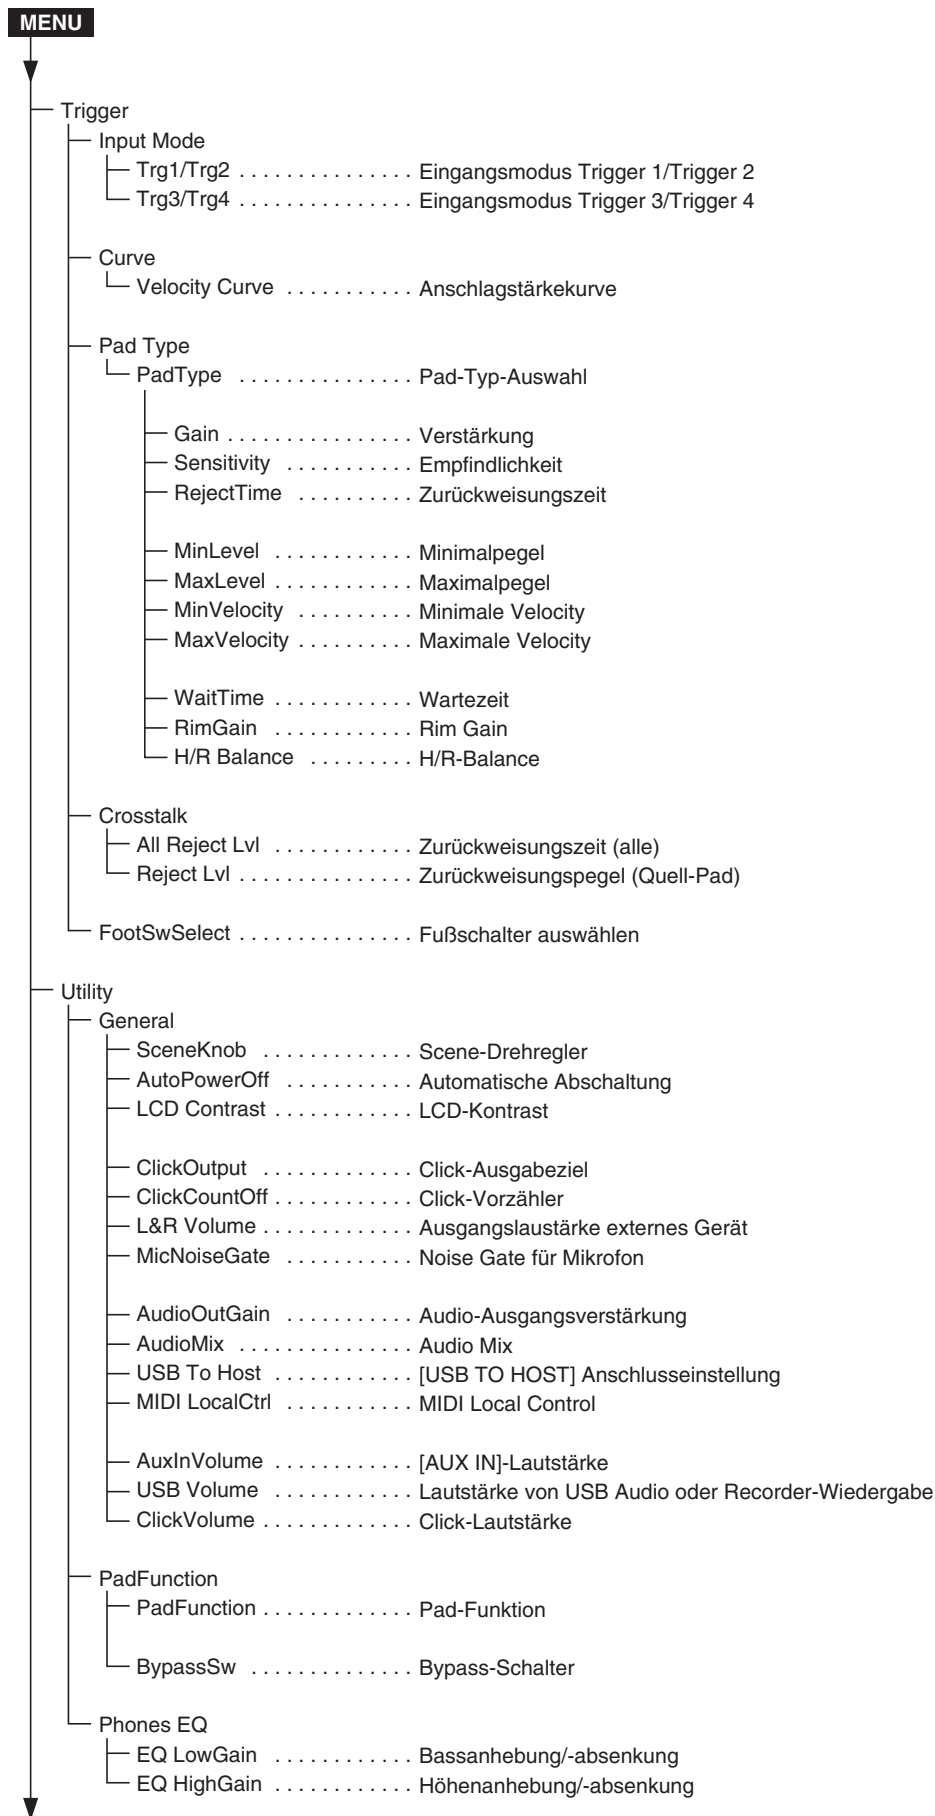 MENU
Trigger
Input Mode
Trg1/Trg2 . . . . . . . . . . . . . . . Eingangsmodus Trigger 1/Trigger 2
Trg3/Trg4 . . . . . . . . . . . . . . . Eingangsmodus Trigger 3/Trigger 4
Curve
Velocity Curve . . . . . . . . . . . Anschlagstärkekurve
Pad Type
PadType . . . . . . . . . . . . . . . Pad-Typ-Auswahl
Gain . . . . . . . . . . . . . . . . Verstärkung
Sensitivity . . . . . . . . . . . Empfindlichkeit
RejectTime . . . . . . . . . . Zurückweisungszeit
MinLevel . . . . . . . . . . . . Minimalpegel
MaxLevel . . . . . . . . . . . . Maximalpegel
MinVelocity . . . . . . . . . . Minimale Velocity
MaxVelocity . . . . . . . . . . Maximale Velocity
WaitTime . . . . . . . . . . . . Wartezeit
RimGain . . . . . . . . . . . . Rim Gain
H/R Balance . . . . . . . . . H/R-Balance
Crosstalk
All Reject Lvl . . . . . . . . . . . . Zurückweisungszeit (alle)
Reject Lvl . . . . . . . . . . . . . . . Zurückweisungspegel (Quell-Pad)
FootSwSelect . . . . . . . . . . . . . . . Fußschalter auswählen
Utility
General
SceneKnob . . . . . . . . . . . . . Scene-Drehregler
AutoPowerOff . . . . . . . . . . . Automatische Abschaltung
LCD Contrast . . . . . . . . . . . . LCD-Kontrast
ClickOutput . . . . . . . . . . . . . Click-Ausgabeziel
ClickCountOff . . . . . . . . . . . . Click-Vorzähler
L&R Volume . . . . . . . . . . . . . Ausgangslaustärke externes Gerät
MicNoiseGate . . . . . . . . . . . Noise Gate für Mikrofon
AudioOutGain . . . . . . . . . . . Audio-Ausgangsverstärkung
AudioMix . . . . . . . . . . . . . . . Audio Mix
USB To Host . . . . . . . . . . . . [USB TO HOST] Anschlusseinstellung
MIDI LocalCtrl . . . . . . . . . . . MIDI Local Control
AuxInVolume . . . . . . . . . . . . [AUX IN]-Lautstärke
USB Volume . . . . . . . . . . . . Lautstärke von USB Audio oder Recorder-Wiedergabe
ClickVolume . . . . . . . . . . . . . Click-Lautstärke
PadFunction
PadFunction . . . . . . . . . . . . . Pad-Funktion
BypassSw . . . . . . . . . . . . . . Bypass-Schalter
Phones EQ
EQ LowGain . . . . . . . . . . . . Bassanhebung/-absenkung
EQ HighGain . . . . . . . . . . . . Höhenanhebung/-absenkung